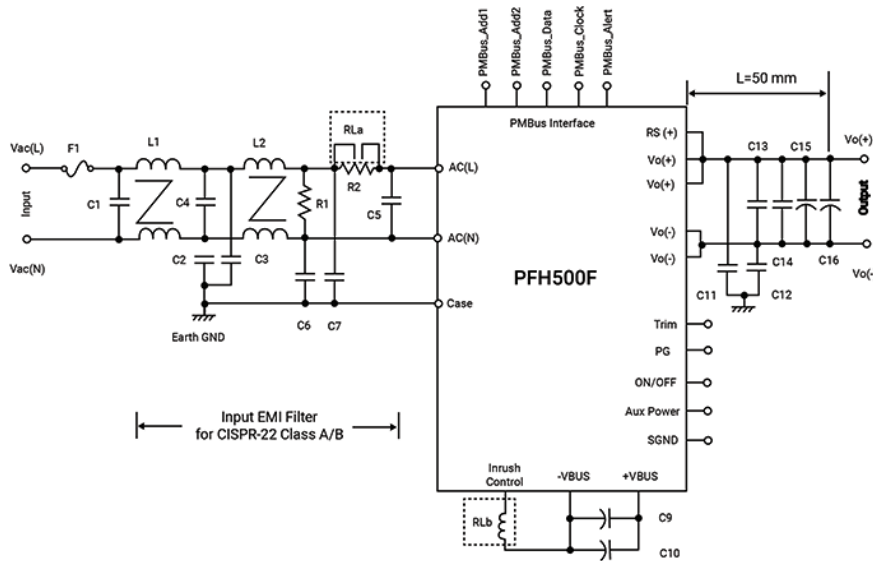 PMBus_Add1
PMBus_Add2
PMBus_Data
PMBus_Clock
PMBus_Alert
L=50 mm
PMBus Interface
RLa
F1
L1
L2
R2
Vac(L)
Vac(N)
Input
C1
C4
R1
C5
C2
C3
C6
C7
Earth GND
AC(L)
AC(N)
Case
RS (+)
Vo(+)
Vo(+)
Vo(-)
Vo(-)
PFH500F
C13
C15
C14
C16
C11
C12
Vo(+)
Output
Vo(-
Trim
PG
ON/OFF
Aux Power
SGND
Input EMI Filter
for CISPR-22 Class A/B
Inrush
Control
-VBUS
+VBUS
RLb
C9
C10